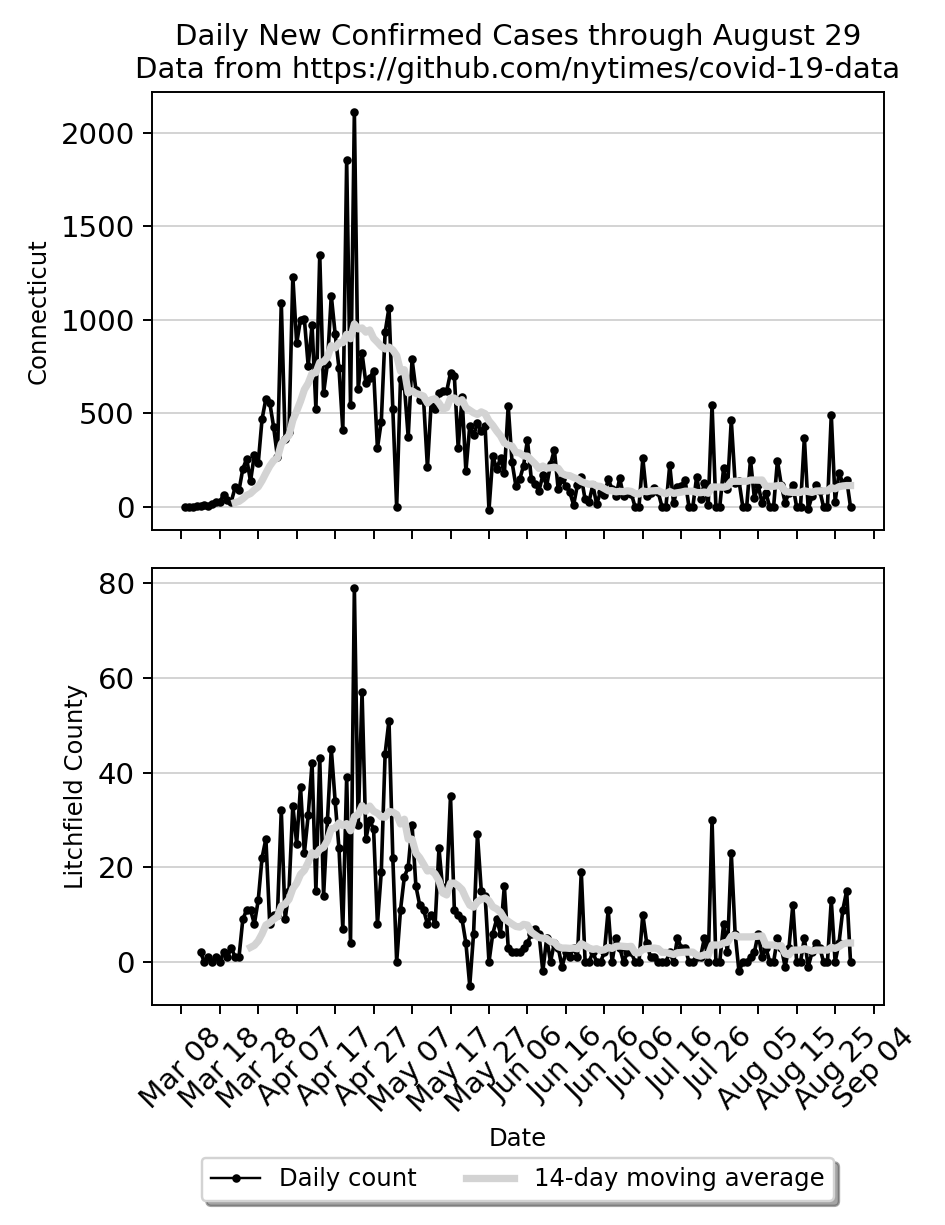 Daily New Confirmed Cases through August 29
Data from https://github.com/nytimes/covid-19-data
2000
1500
1000
500
0
Connecticut
80
60
40
20
0
Litchfield County
Mar 08
Mar 18
Mar 28
Apr 07
Apr 17
Apr 27
May 07
May 17
May 27
Jun 06
Jun 16
Jun 26
Jul 06
Jul 16
Jul 26
Aug 05
Aug 15
Aug 25
Sep 04
Date
Daily count
14-day moving average